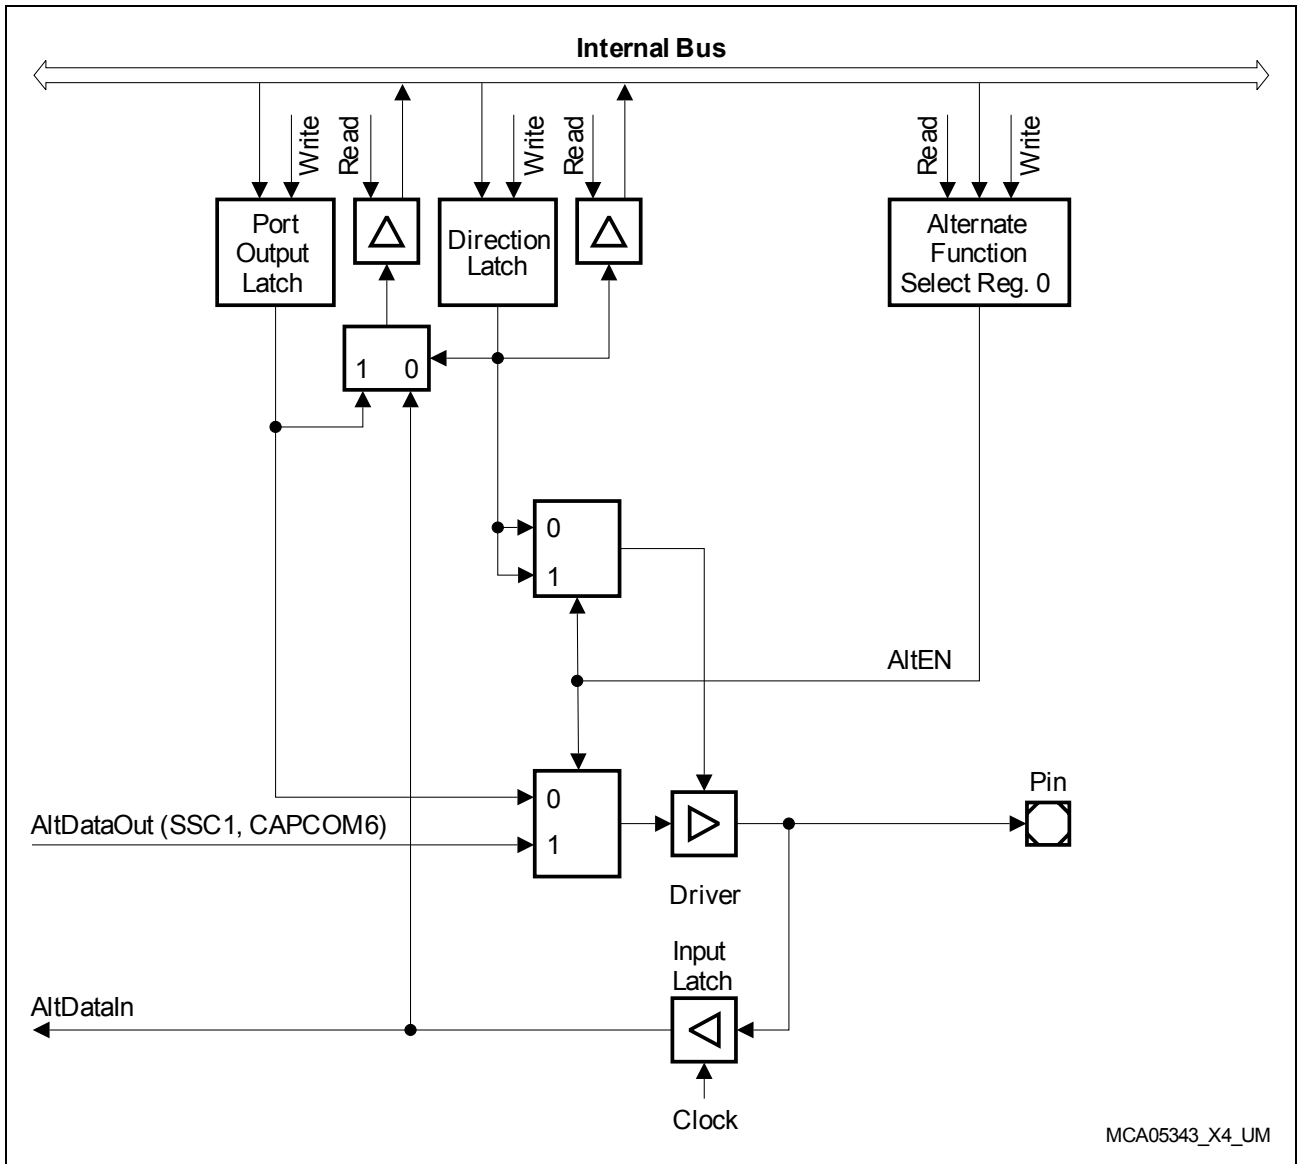 Internal Bus
Write
Read
Write
Read
Read
Write
Port
Output
Latch
Direction
Latch
Alternate
Function
Select Reg. 0
1 0
0
1
AltEN
0
1
AltDataOut (SSC1, CAPCOM6)
Pin
Driver
Input
Latch
AltDataIn
Clock
MCA05343_X4_UM